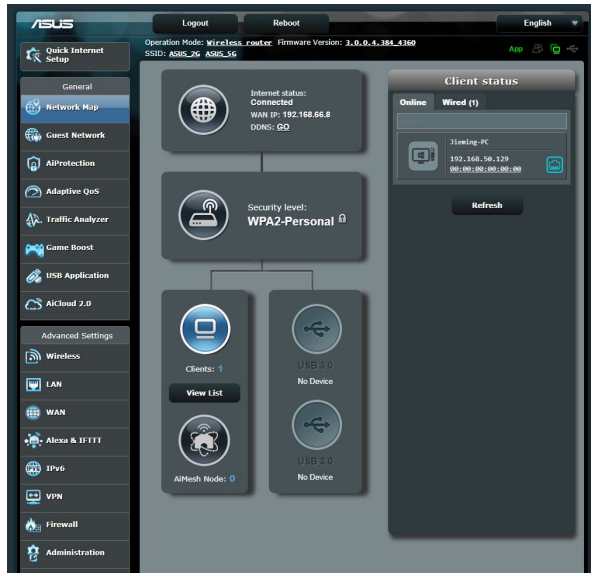 ASUS
Logout
Reboot
English
Quick Internet
Setup
Operation Mode: Wireless router Firmware Version: 3.0.0.4.384_4360
SSID: ASUS_2G ASUS_5G
App
General
Network Map
Guest Network
AiProtection
Adaptive QoS
Traffic Analyzer
Game Boost
USB Application
AiCloud 2.0
Advanced Settings
Wireless
LAN
WAN
Alexa & IFTTT
IPv6
VPN
Firewall
Administration
Internet status:
Connected
WAN IP: 192.168.66.8
DDNS: GO
Security level:
WPA2-Personal
Clients: 1
View List
AiMesh Node: 0
USB 3.0
No Device
USB 3.0
No Device
Client status
Online Wired (1)
Jieming-PC
192.168.50.129
00:00:00:00:00:00
Refresh